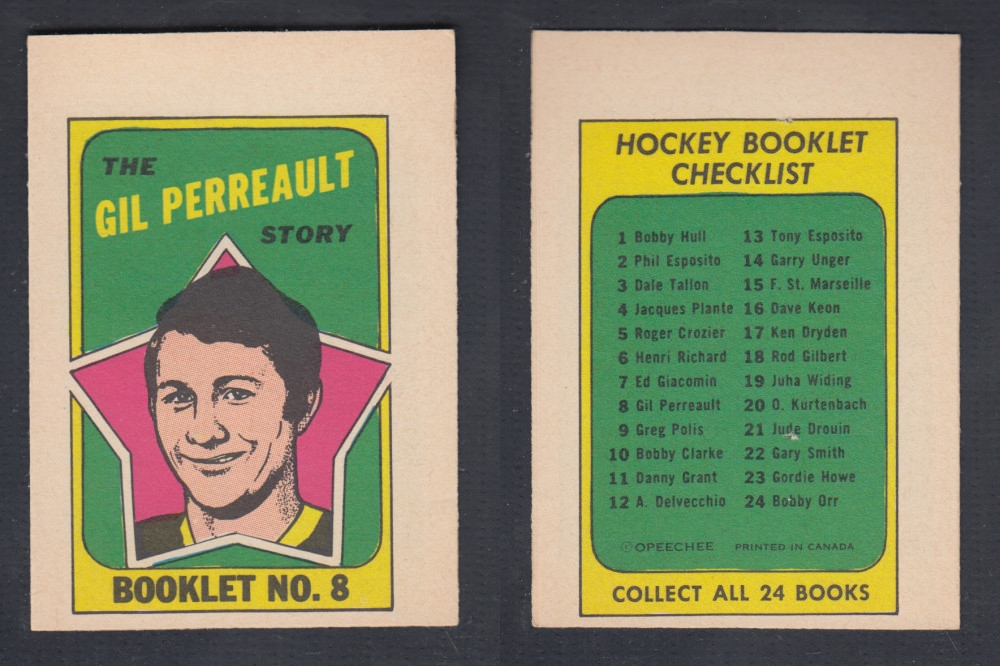 THE
GIL PERREAULT
STORY
BOOKLET NO. 8
HOCKEY BOOKLET
CHECKLIST
1 Bobby Hull
2 Phil Esposito
3 Dale Tallon
4 Jacques Plante
5 Roger Crozier
6 Henri Richard
7 Ed Giacomin
8 Gil Perreault
9 Greg Polis
10 Bobby Clarke
11 Danny Grant
12 A. Delvecchio
13 Tony Esposito
14 Garry Unger
15 F. St. Marseille
16 Dave Keon
17 Ken Dryden
18 Rod Gilbert
19 Juha Widing
20 O. Kurtenbach
21 Jude Drouin
22 Gary Smith
23 Gordie Howe
24 Bobby Orr
©OPEECHEE PRINTED IN CANADA
COLLECT ALL 24 BOOKS